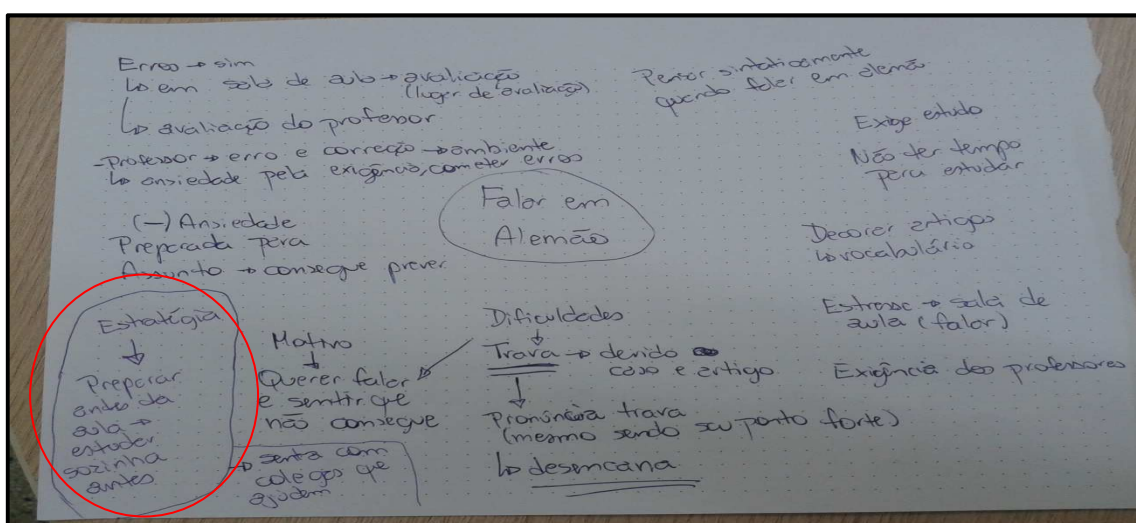 Erros → sim
↳ em sala de aula → avaliação
(lugar de avaliação)
↳ avaliação do professor
- Professor → erro e correção → ambiente
↳ ansiedade pela exigência, cometer erros
(-) Ansiedade
Preparada para
Assunto → consegue prever
Estratégia
↓
Preparar
antes da
aula →
estudar
sozinha
antes
Motivo
↓
Querer falar
e sentir que
não consegue
→ senta com
colegas que
ajudem
Falar em
Alemão
Dificuldades
↓
Trava → devido
caso e artigo
↓
Pronúncia trava
(mesmo sendo seu ponto forte)
↳ desencana
Pensar sintaticamente
quando falar em alemão
Exige estudo
Não ter tempo
para estudar
Decorar artigos
↳ vocabulário
Estresse → sala de
aula (falar)
Exigência dos professores